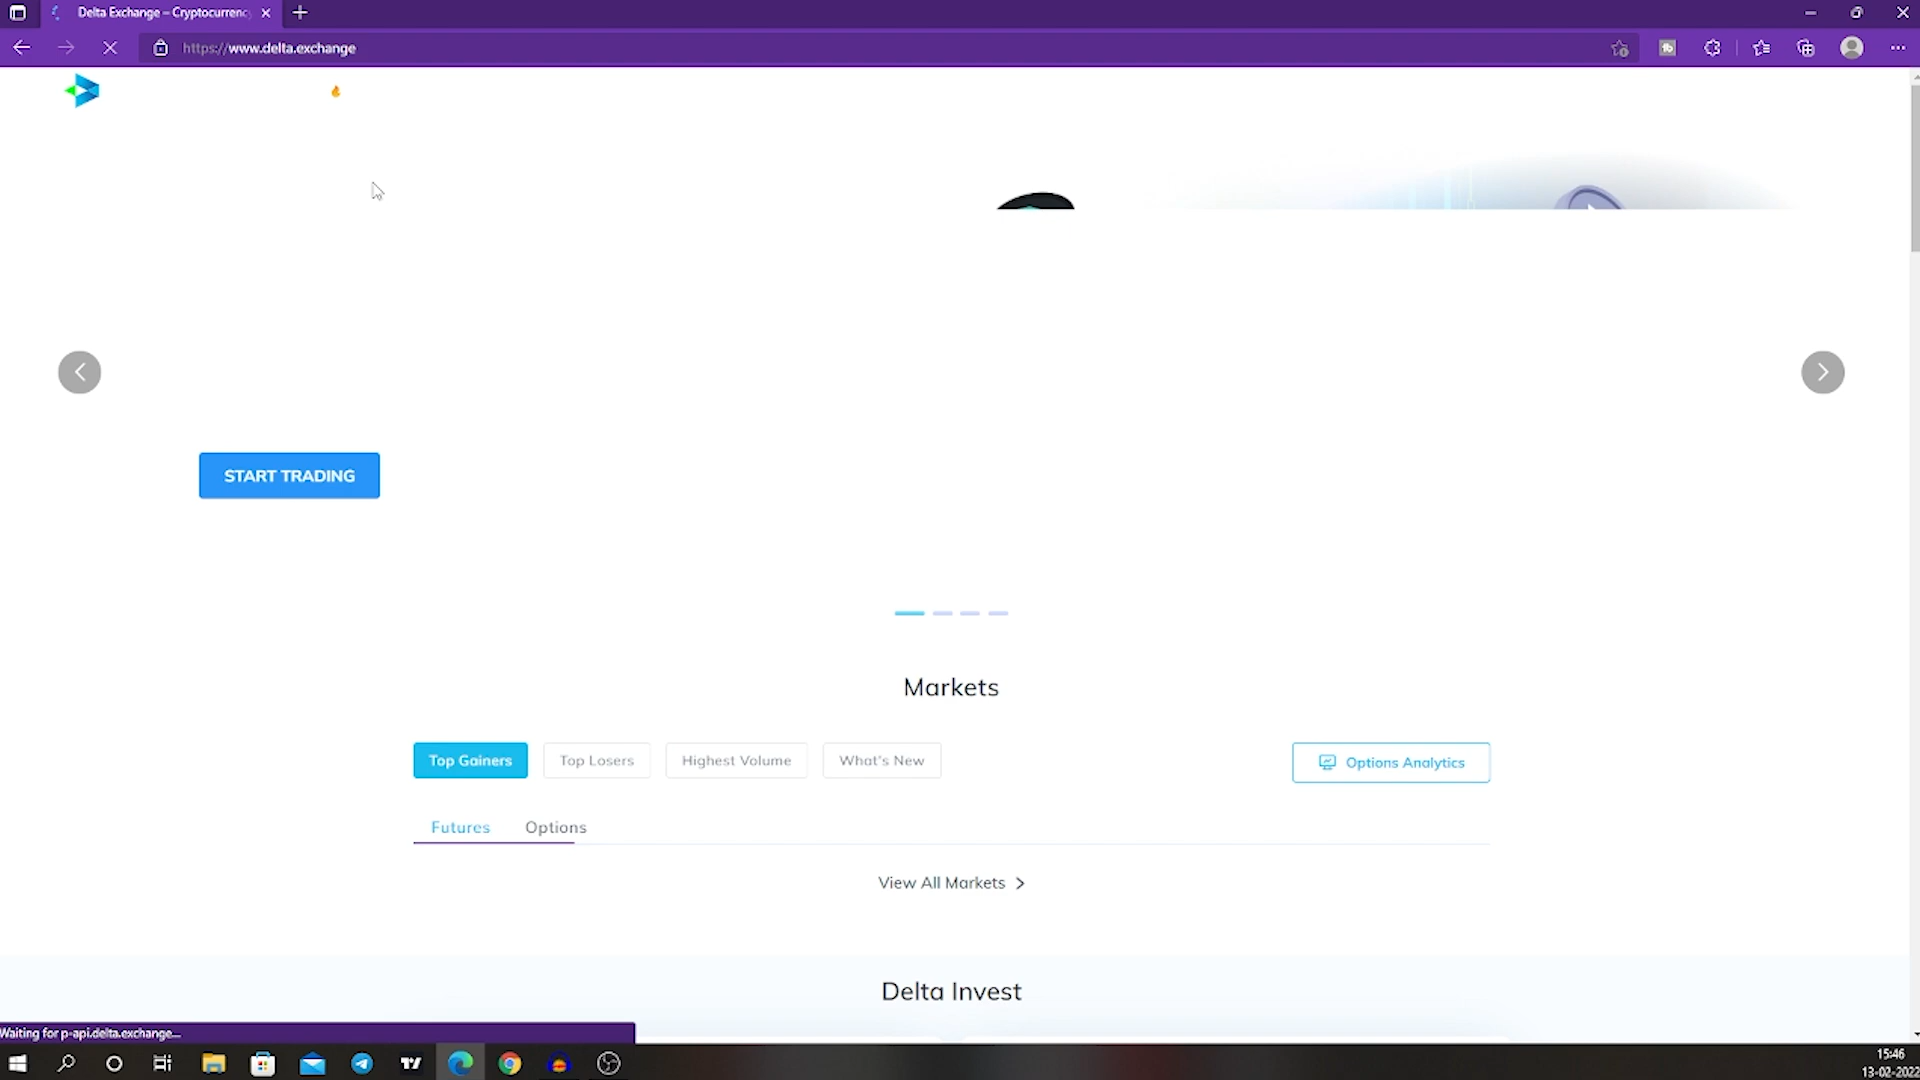 Delta Exchange – Cryptocurrenc
https://www.delta.exchange
START TRADING
Markets
Top Gainers
Top Losers
Highest Volume
What's New
Options Analytics
Futures
Options
View All Markets
Delta Invest
Waiting for p-api.delta.exchange...
15:46
13-02-2022